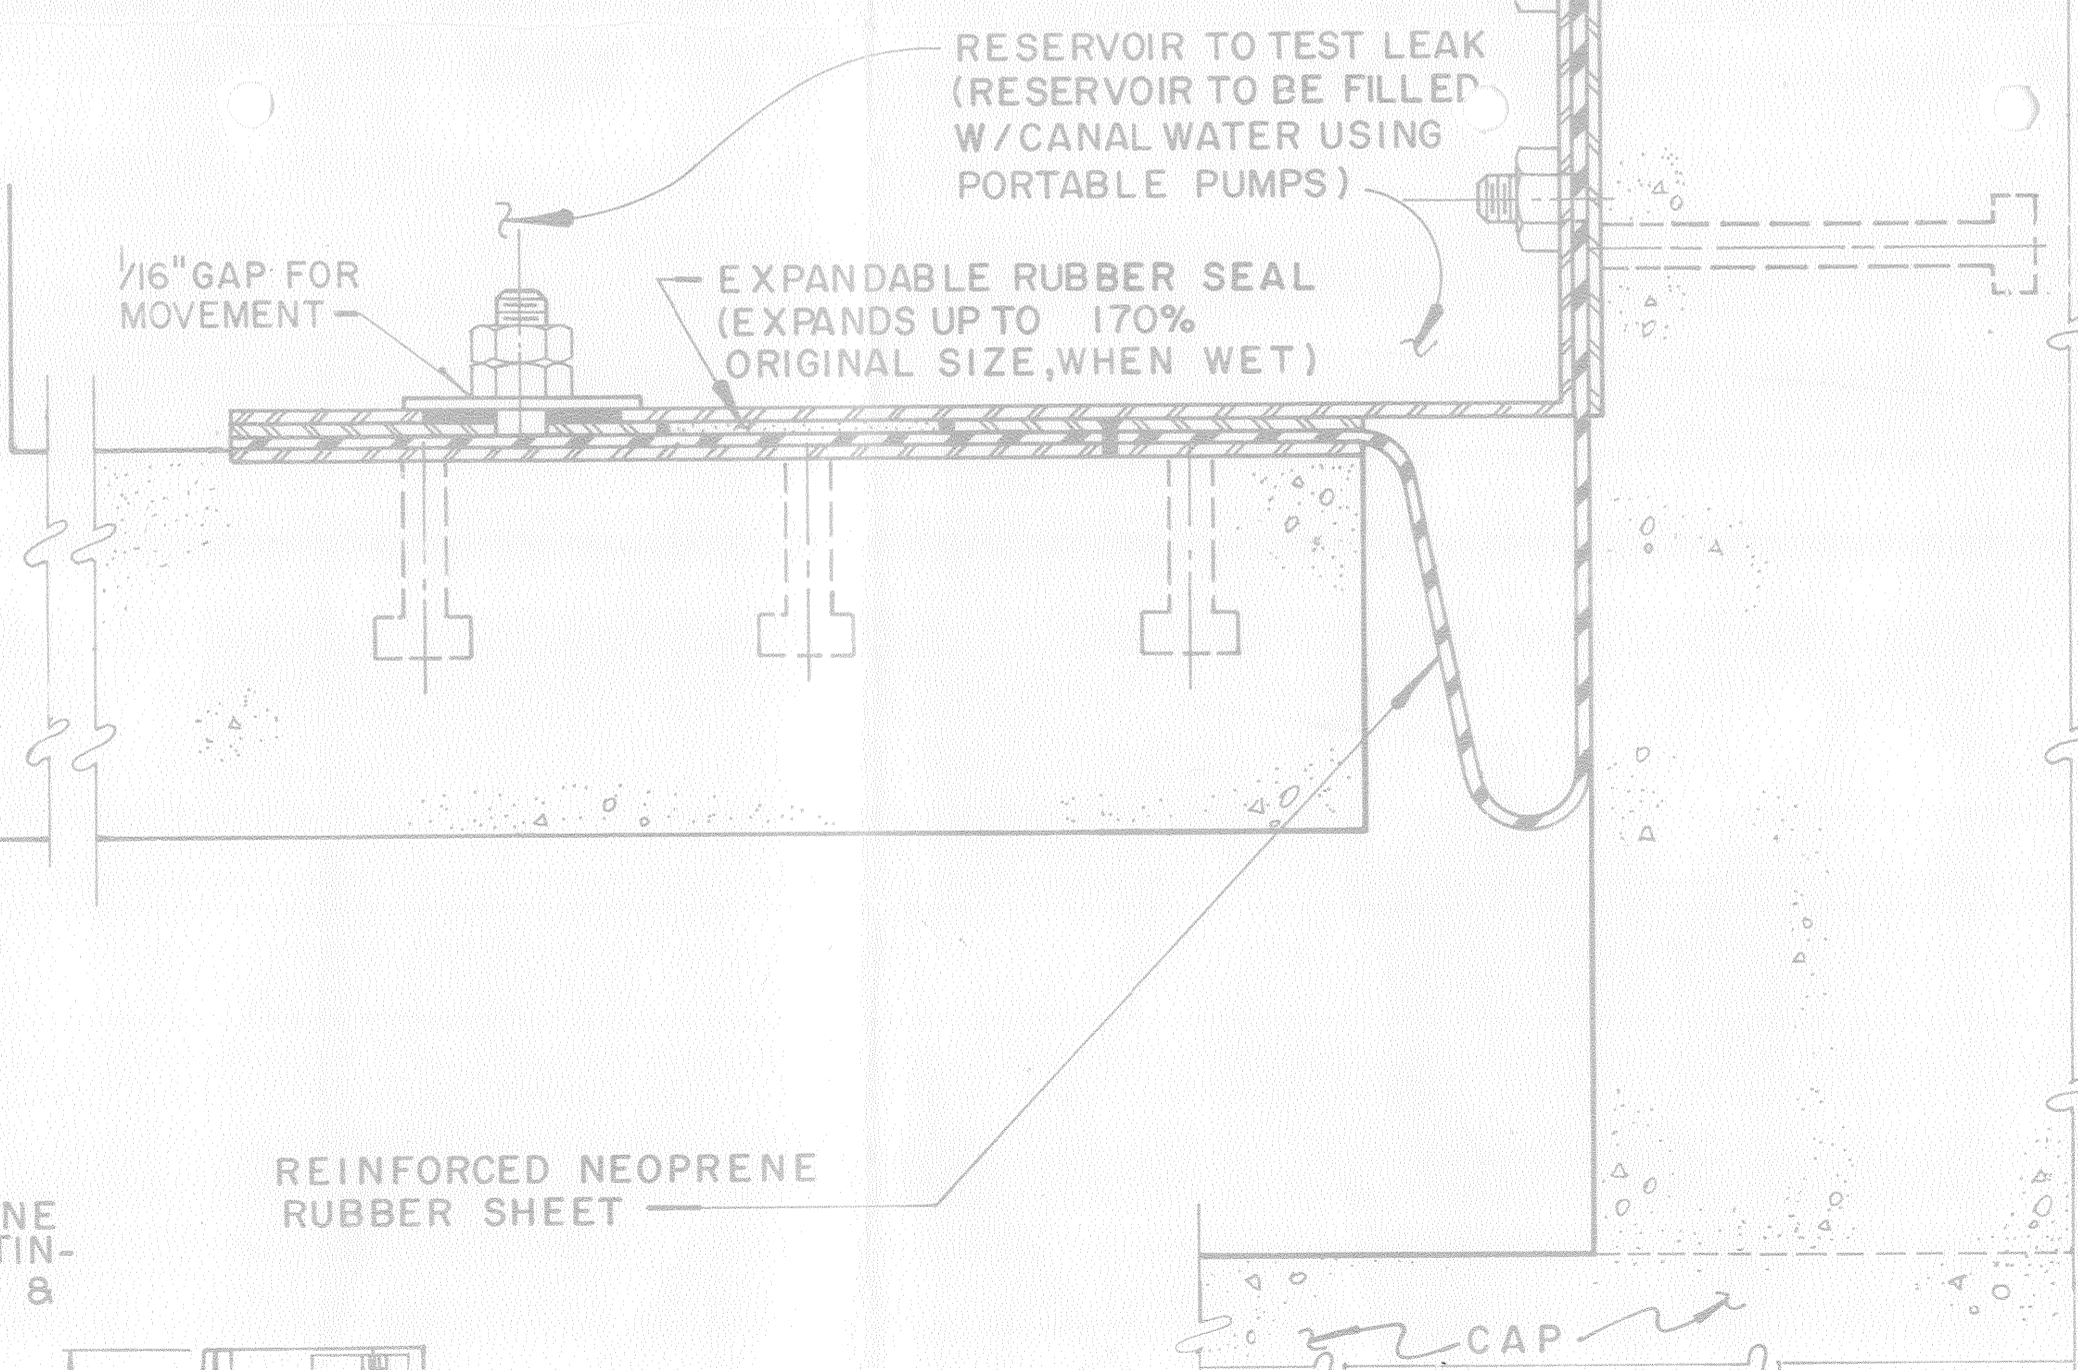 RESERVOIR TO TEST LEAK
(RESERVOIR TO BE FILLED
W/CANAL WATER USING
PORTABLE PUMPS)
1/16" GAP FOR
MOVEMENT
EXPANDABLE RUBBER SEAL
(EXPANDS UP TO 170%
ORIGINAL SIZE, WHEN WET)
REINFORCED NEOPRENE
RUBBER SHEET
NE
TIN-
&
CAP